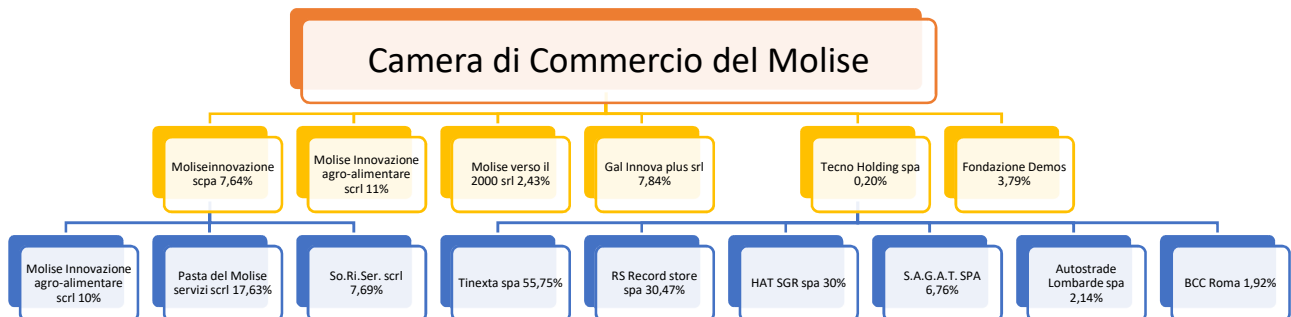 Camera di Commercio del Molise
Moliseinnovazione
scpa 7,64%
Molise Innovazione
agro-alimentare
scrl 11%
Molise verso il
2000 srl 2,43%
Gal Innova plus srl
7,84%
Tecno Holding spa
0,20%
Fondazione Demos
3,79%
Molise Innovazione
agro-alimentare
scrl 10%
Pasta del Molise
servizi scrl 17,63%
So.Ri.Ser. scrl
7,69%
Tinexta spa 55,75%
RS Record store
spa 30,47%
HAT SGR spa 30%
S.A.G.A.T. SPA
6,76%
Autostrade
Lombarde spa
2,14%
BCC Roma 1,92%